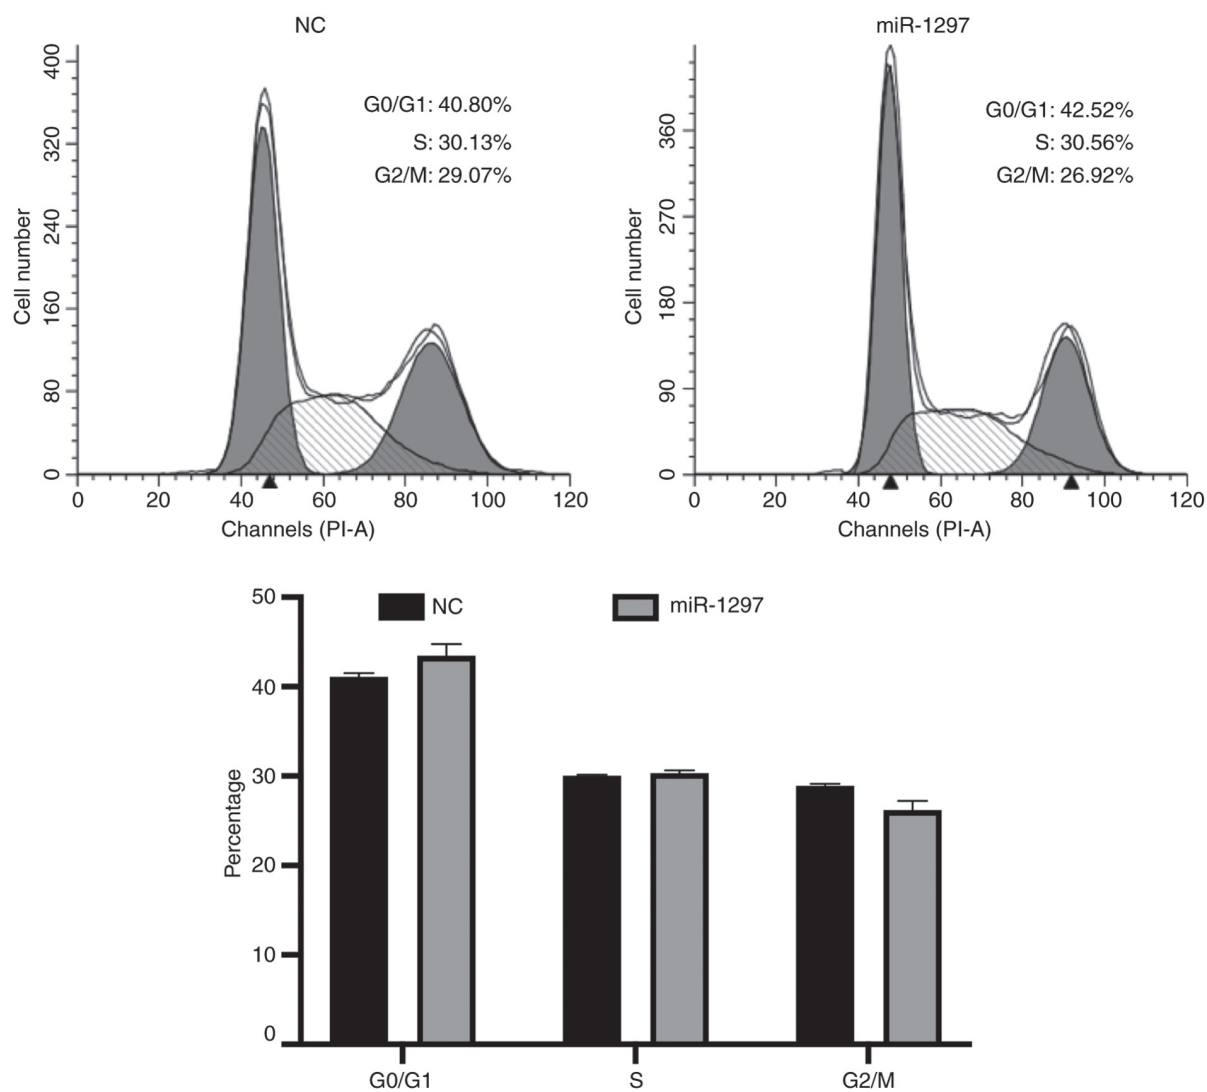 NC
400
320
240
160
80
0
Cell number
G0/G1: 40.80%
S: 30.13%
G2/M: 29.07%
0 20 40 60 80 100 120
Channels (PI-A)
miR-1297
360
270
180
90
0
Cell number
G0/G1: 42.52%
S: 30.56%
G2/M: 26.92%
0 20 40 60 80 100 120
Channels (PI-A)
NC
miR-1297
50
40
30
20
10
0
Percentage
G0/G1 S G2/M